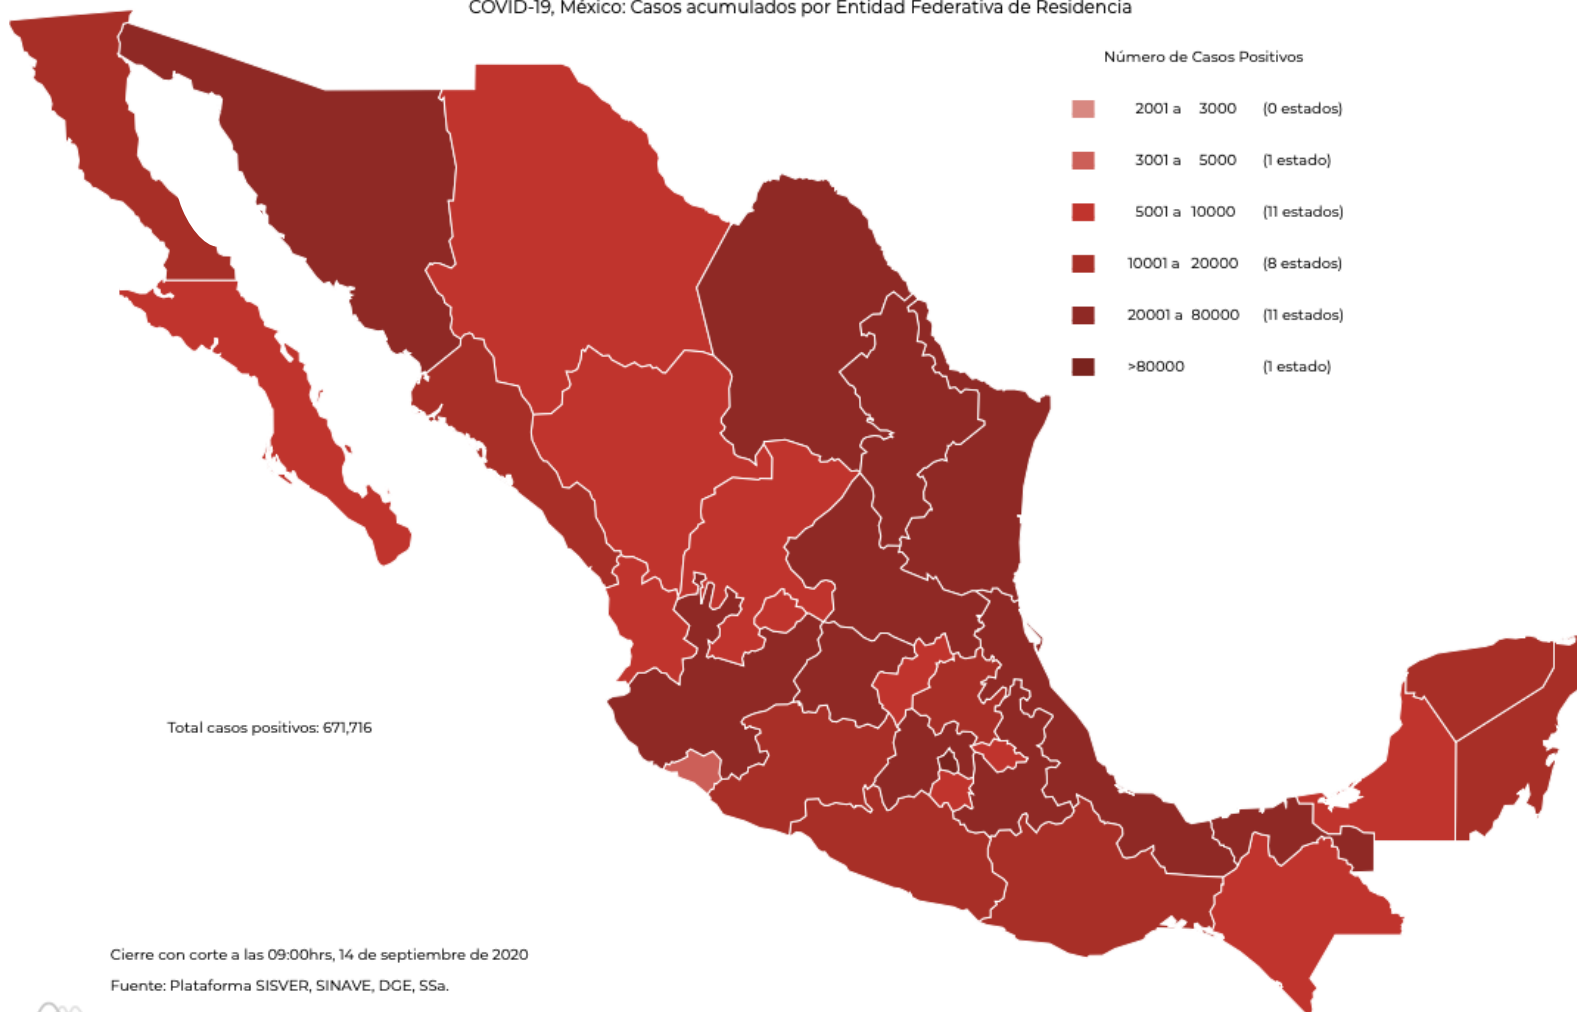 COVID-19, México: Casos acumulados por Entidad Federativa de Residencia
Número de Casos Positivos
2001 a 3000 (0 estados)
3001 a 5000 (1 estado)
5001 a 10000 (11 estados)
10001 a 20000 (8 estados)
20001 a 80000 (11 estados)
>80000 (1 estado)
Total casos positivos: 671,716
Cierre con corte a las 09:00hrs, 14 de septiembre de 2020
Fuente: Plataforma SISVER, SINAVE, DGE, SSa.